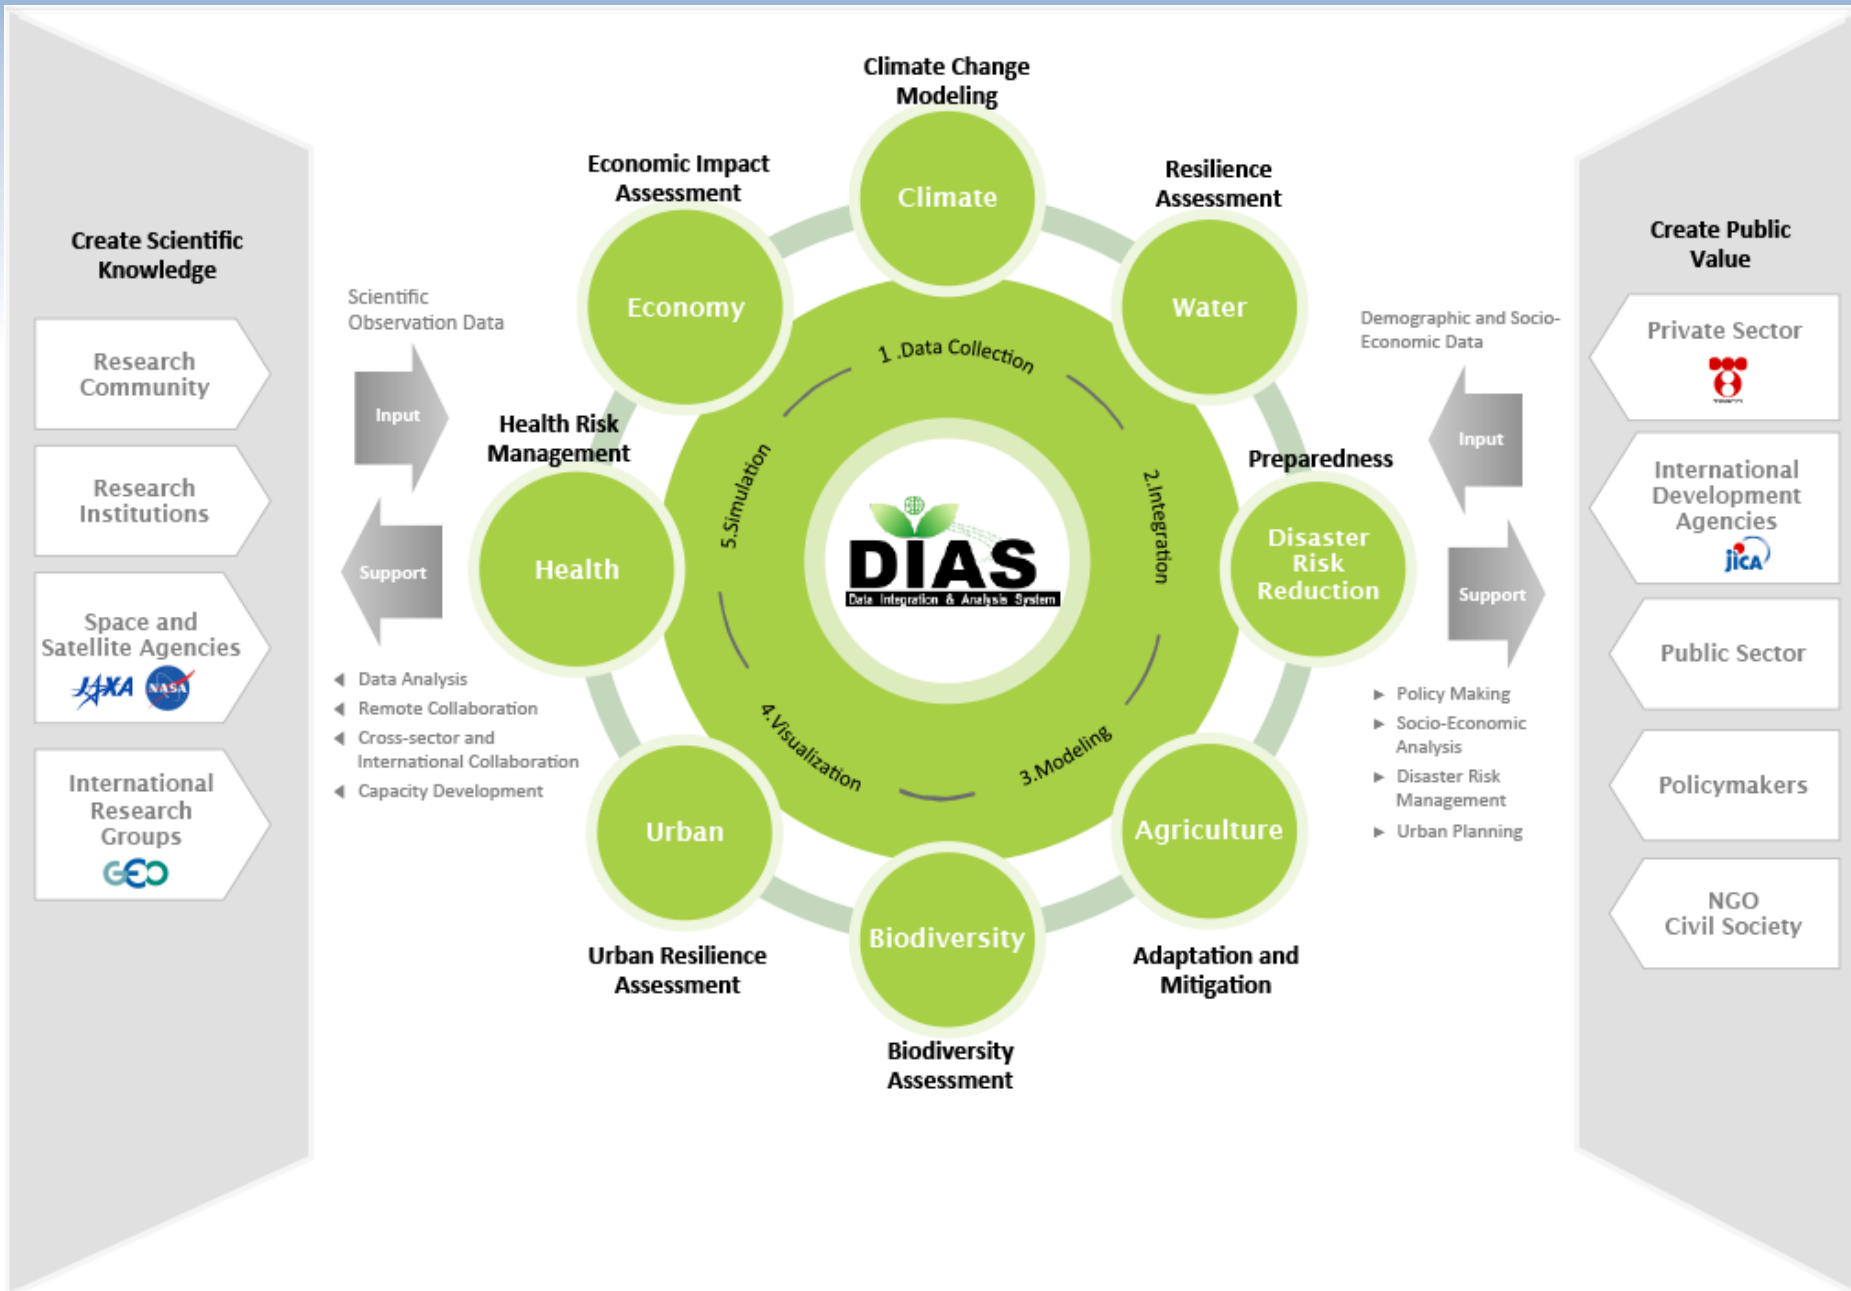 Create Scientific
Knowledge
Research
Community
Research
Institutions
Space and
Satellite Agencies
JAXA NASA
International
Research
Groups
GEO
Scientific
Observation Data
Input
Support
Data Analysis
Remote Collaboration
Cross-sector and
International Collaboration
Capacity Development
Climate Change
Modeling
Climate
Economic Impact
Assessment
Economy
Resilience
Assessment
Water
Health Risk
Management
Health
Preparedness
Disaster
Risk
Reduction
Urban
Urban Resilience
Assessment
Biodiversity
Biodiversity
Assessment
Agriculture
Adaptation and
Mitigation
1 .Data Collection
2.Integration
3.Modeling
4.Visualization
5.Simulation
DIAS
Data Integration & Analysis System
Demographic and Socio-
Economic Data
Input
Support
Policy Making
Socio-Economic
Analysis
Disaster Risk
Management
Urban Planning
Create Public
Value
Private Sector
International
Development
Agencies
jICA
Public Sector
Policymakers
NGO
Civil Society